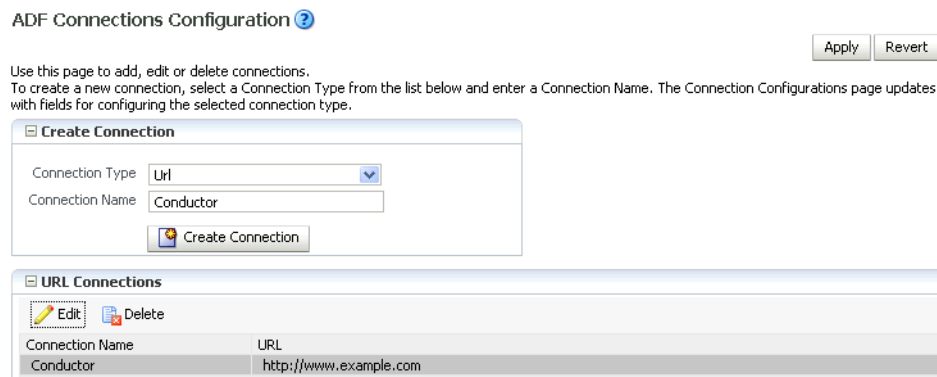 ADF Connections Configuration ?
Apply Revert
Use this page to add, edit or delete connections.
To create a new connection, select a Connection Type from the list below and enter a Connection Name. The Connection Configurations page updates
with fields for configuring the selected connection type.
Create Connection
Connection Type Url
Connection Name Conductor
Create Connection
URL Connections
Edit Delete
Connection Name URL
Conductor http://www.example.com